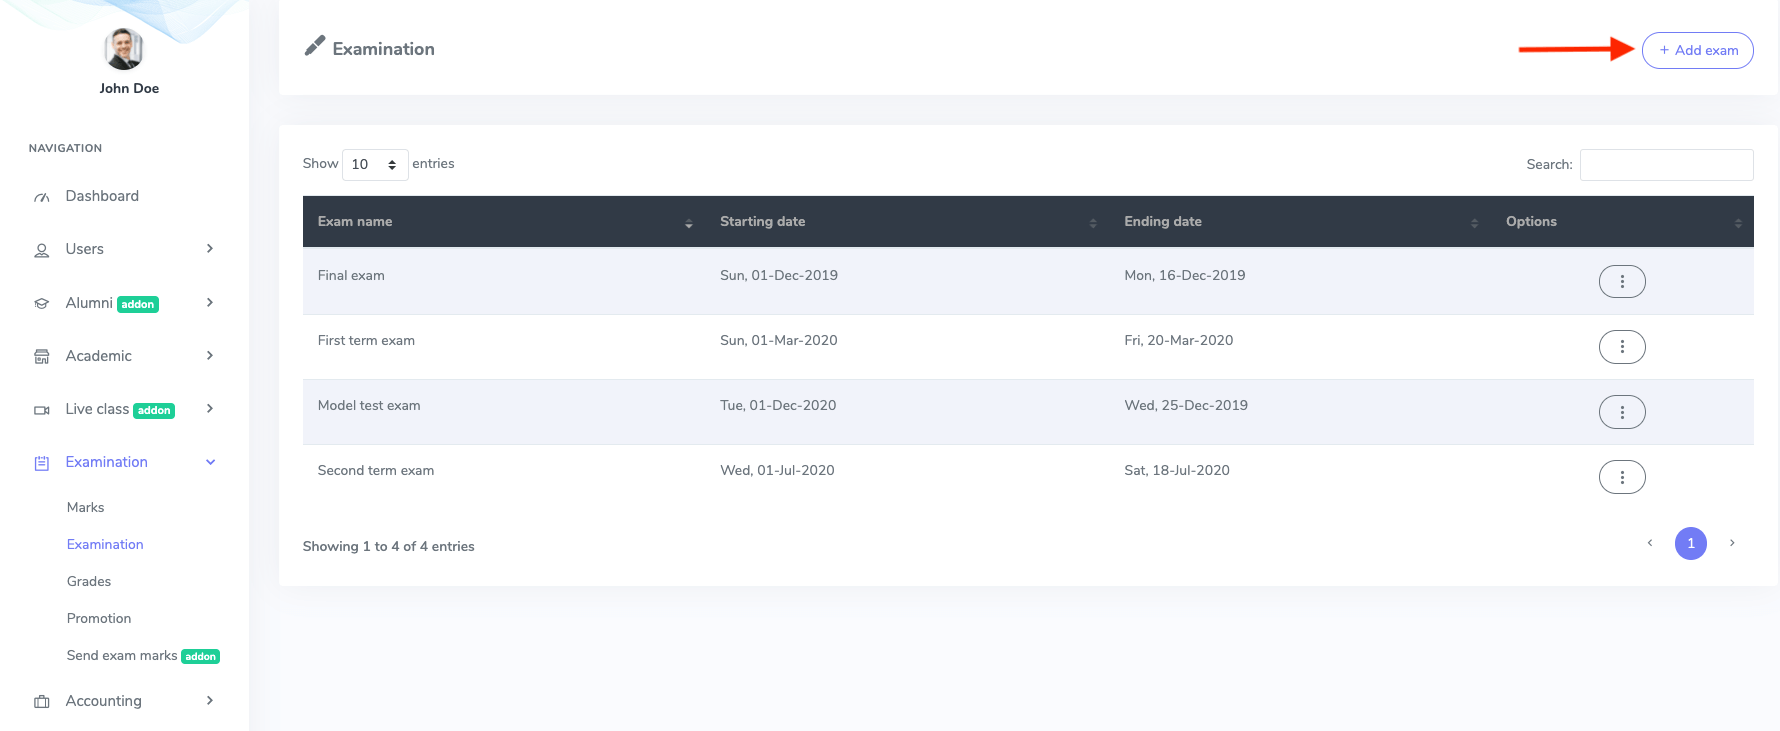 John Doe
NAVIGATION
Dashboard
Users
Alumni addon
Academic
Live class addon
Examination
Marks
Examination
Grades
Promotion
Send exam marks addon
Accounting
Examination
+ Add exam
Show 10 entries
Search:
Exam name Starting date Ending date Options
Final exam Sun, 01-Dec-2019 Mon, 16-Dec-2019
First term exam Sun, 01-Mar-2020 Fri, 20-Mar-2020
Model test exam Tue, 01-Dec-2020 Wed, 25-Dec-2019
Second term exam Wed, 01-Jul-2020 Sat, 18-Jul-2020
Showing 1 to 4 of 4 entries
1